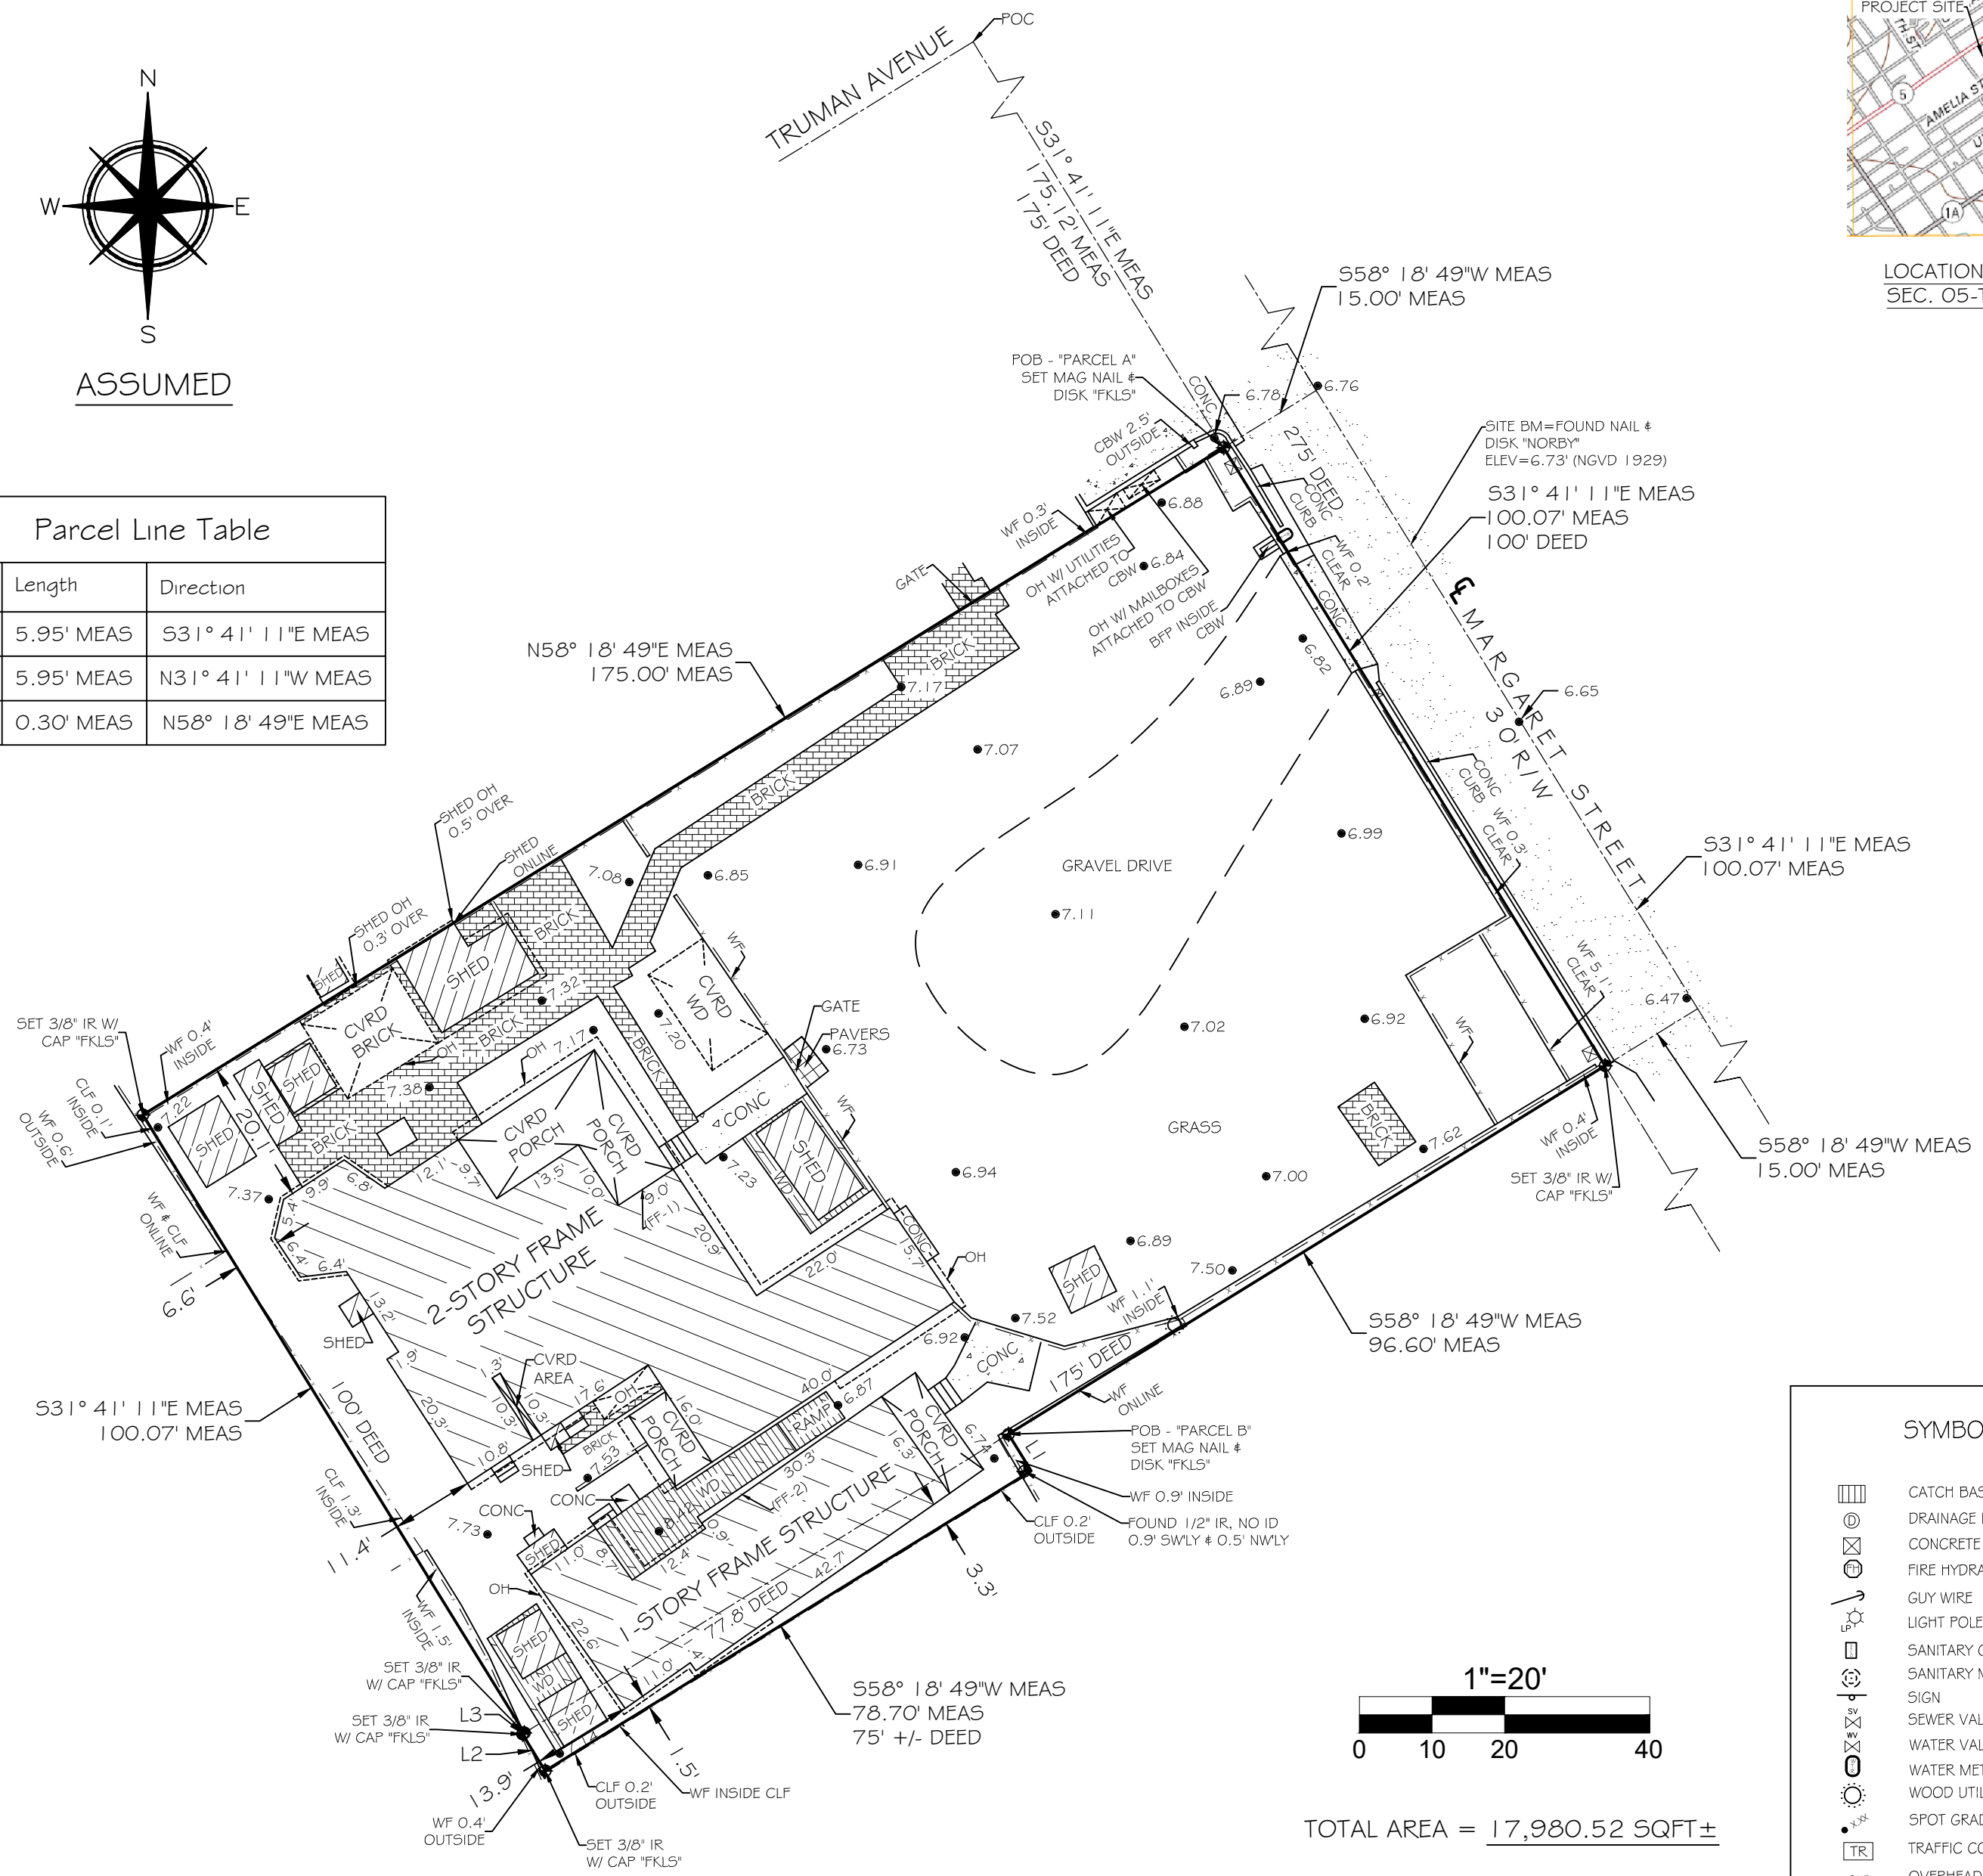 POC
TRUMAN AVENUE
S31° 41' 11"E MEAS
175.12' MEAS
175' DEED
N
W
E
S
ASSUMED
PROJECT SITE
TH ST
5
AMELIA ST
1A
LOCATION
SEC. 05-T
S58° 18' 49"W MEAS
15.00' MEAS
POB - "PARCEL A"
SET MAG NAIL &
DISK "FKLS"
CONC
6.78
6.76
CBW 2.5'
OUTSIDE
275' DEED
SITE BM=FOUND NAIL &
DISK "NORBY"
ELEV=6.73' (NGVD 1929)
S31° 41' 11"E MEAS
100.07' MEAS
100' DEED
CONC
CURB
WF 0.2'
CLEAR
CONC
6.88
WF 0.3'
INSIDE
GATE
OH W/ UTILITIES
ATTACHED TO
CBW
6.84
OH W/ MAILBOXES
ATTACHED TO CBW
BFP INSIDE
CBW
6.82
6.89
Parcel Line Table
Length
Direction
5.95' MEAS
S31° 41' 11"E MEAS
5.95' MEAS
N31° 41' 11"W MEAS
0.30' MEAS
N58° 18' 49"E MEAS
N58° 18' 49"E MEAS
175.00' MEAS
BRICK
7.17
BRICK
7.07
MARGARET STREET
30' R/W
6.65
CONC
CURB
WF 0.3'
CLEAR
S31° 41' 11"E MEAS
100.07' MEAS
SHED OH
0.5' OVER
SHED
ONLINE
7.08
6.85
6.91
GRAVEL DRIVE
7.11
6.99
SHED OH
0.3' OVER
SHED
BRICK
SHED
7.32
WF
CVRD
WD
7.20
GATE
PAVERS
6.73
7.02
6.92
WF
WF 5.1'
CLEAR
6.47
SET 3/8" IR W/
CAP "FKLS"
WF 0.4'
INSIDE
CVRD
BRICK
OH
BRICK
OH
7.17
BRICK
CLF 0.1'
INSIDE
WF 0.6'
OUTSIDE
7.22
SHED
20.1'
SHED
SHED
7.38
BRICK
CVRD
PORCH
CVRD
PORCH
CONC
WF
SHED
WD
7.23
GRASS
BRICK
7.62
WF 0.4'
INSIDE
SET 3/8" IR W/
CAP "FKLS"
S58° 18' 49"W MEAS
15.00' MEAS
7.37
WF & CLF
ONLINE
6.6'
5.4'
9.9'
6.8'
12.1'
9.7'
13.5'
10.0'
9.0'
(FF-1)
20.9'
22.0'
15.7'
CONC
OH
6.94
7.00
6.89
SHED
7.50
WF 1.1'
INSIDE
6.4'
6.4'
13.2'
SHED
2-STORY FRAME
STRUCTURE
7.52
6.92
CONC
175' DEED
WF
ONLINE
S58° 18' 49"W MEAS
96.60' MEAS
S31° 41' 11"E MEAS
100.07' MEAS
100' DEED
1.9'
20.3'
1.3'
CVRD
AREA
10.3'
10.3'
17.6'
OH
CVRD
PORCH
16.0'
40.0'
6.87
RAMP
10.8'
BRICK
7.53
SHED
CONC
CONC
WD
30.3'
(FF-2)
CVRD
PORCH
16.3'
6.74
L1
POB - "PARCEL B"
SET MAG NAIL &
DISK "FKLS"
WF 0.9' INSIDE
FOUND 1/2" IR, NO ID
0.9' SW'LY & 0.5' NW'LY
CLF 0.2'
OUTSIDE
3.3'
CLF 1.3'
INSIDE
11.4'
7.73
SHED
11.0'
8.7'
12.4'
0.9'
1-STORY FRAME STRUCTURE
77.8' DEED
42.7'
OH
WF 1.5'
INSIDE
22.6'
SHED
WD
SHED
11.0'
SET 3/8" IR
W/ CAP "FKLS"
L3
SET 3/8" IR
W/ CAP "FKLS"
L2
13.9'
1.5'
S58° 18' 49"W MEAS
78.70' MEAS
75' +/- DEED
WF INSIDE CLF
CLF 0.2'
OUTSIDE
WF 0.4'
OUTSIDE
SET 3/8" IR
W/ CAP "FKLS"
1"=20'
0 10 20 40
TOTAL AREA = 17,980.52 SQFT±
SYMBO
CATCH BAS
D DRAINAGE
CONCRETE
FH FIRE HYDRA
GUY WIRE
LP LIGHT POLE
SANITARY C
SANITARY M
SIGN
SV SEWER VAL
WV WATER VAL
WATER MET
WOOD UTIL
X.XX SPOT GRAD
TR TRAFFIC CO
OVERHEAD